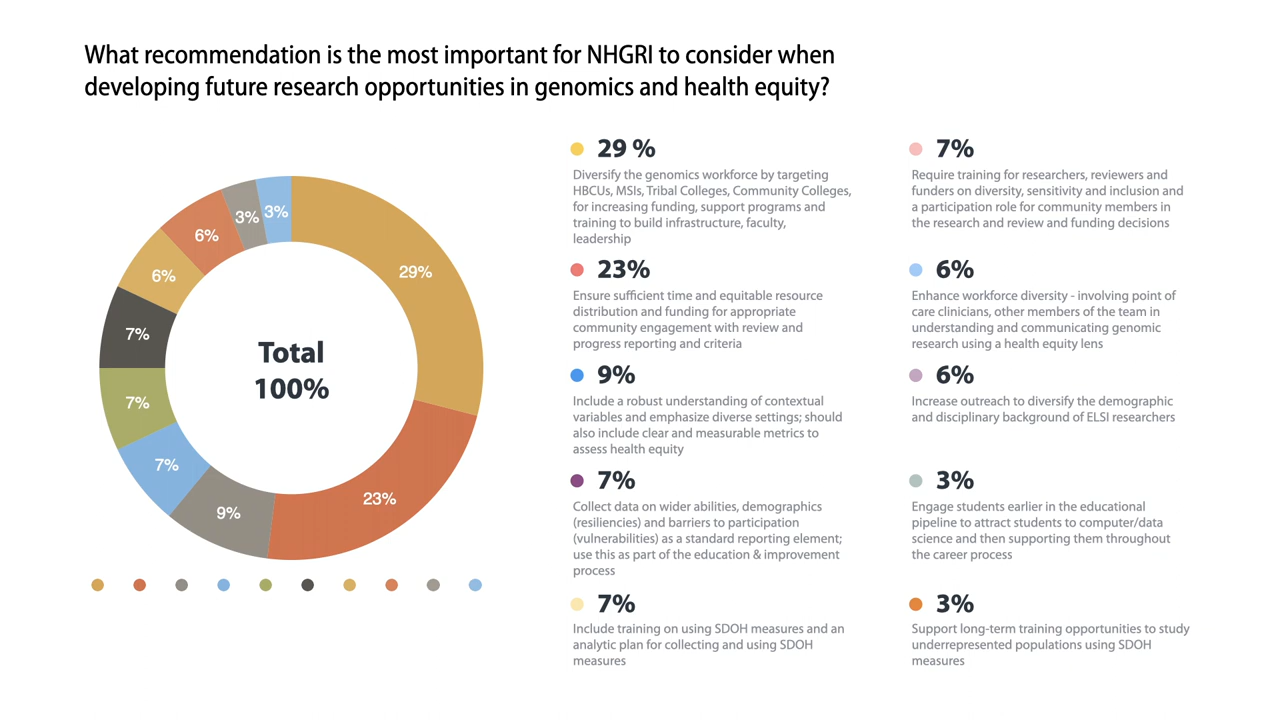 What recommendation is the most important for NHGRI to consider when
developing future research opportunities in genomics and health equity?
29%
23%
9%
7%
7%
7%
6%
6%
3%
3%
Total
100%
29 %
Diversify the genomics workforce by targeting
HBCUs, MSIs, Tribal Colleges, Community Colleges,
for increasing funding, support programs and
training to build infrastructure, faculty,
leadership
23%
Ensure sufficient time and equitable resource
distribution and funding for appropriate
community engagement with review and
progress reporting and criteria
9%
Include a robust understanding of contextual
variables and emphasize diverse settings; should
also include clear and measurable metrics to
assess health equity
7%
Collect data on wider abilities, demographics
(resiliencies) and barriers to participation
(vulnerabilities) as a standard reporting element;
use this as part of the education & improvement
process
7%
Include training on using SDOH measures and an
analytic plan for collecting and using SDOH
measures
7%
Require training for researchers, reviewers and
funders on diversity, sensitivity and inclusion and
a participation role for community members in
the research and review and funding decisions
6%
Enhance workforce diversity - involving point of
care clinicians, other members of the team in
understanding and communicating genomic
research using a health equity lens
6%
Increase outreach to diversify the demographic
and disciplinary background of ELSI researchers
3%
Engage students earlier in the educational
pipeline to attract students to computer/data
science and then supporting them throughout
the career process
3%
Support long-term training opportunities to study
underrepresented populations using SDOH
measures